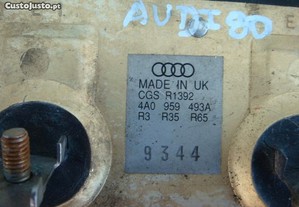 CustoJusto.pt
AUDI 80
E
MADE IN UK
CGS R1392
4A0 959 493A
R3 R35 R65
9344